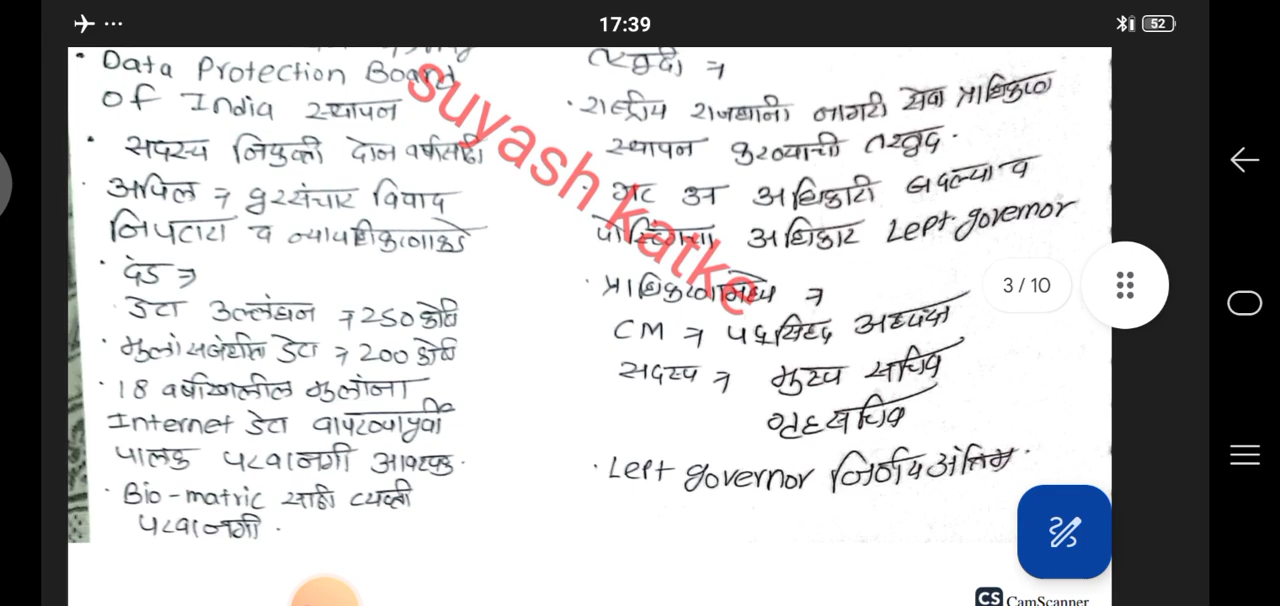 17:39
52
Data Protection Board
of India स्थापन
सदस्य नियुक्ती दोन वर्षासाठी
अपिल → दुरसंचार विवाद
निपटारा व न्यायाधिकरणाकडे
दंड →
डेटा उल्लंघन → 250 कोटी
मुलांसंबंधीत डेटा → 200 कोटी
18 वर्षाखालील मुलांना
Internet डेटा वापरण्यापुर्वी
पालक परवानगी आवश्यक.
Bio-matric साठी व्यक्ती
परवानगी.
तरतुदी →
राष्ट्रीय राजधानी नागरी सेवा प्राधिकरण
स्थापन करण्याची तरतुद.
गट अ अधिकारी बदल्या व
पोस्टिंगचा अधिकार Lept. governor
प्राधिकरणामध्ये →
CM → पदसिद्ध अध्यक्ष
सदस्य → मुख्य सचिव
गृहसचिव
Lept governor निर्णय अंतिम.
suyash katke
3 / 10
CS CamScanner